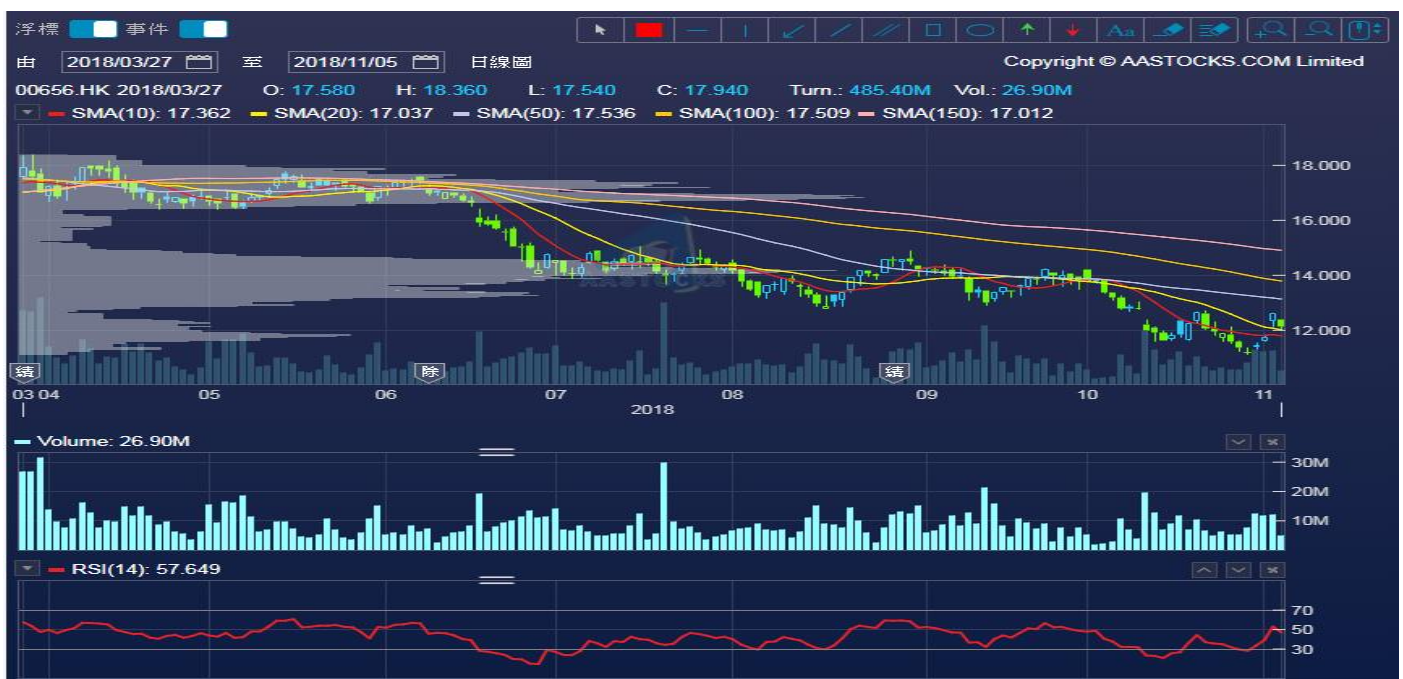 浮標 事件 Aa
由 2018/03/27 至 2018/11/05 日線圖 Copyright © AASTOCKS.COM Limited
00656.HK 2018/03/27 O: 17.580 H: 18.360 L: 17.540 C: 17.940 Turn.: 485.40M Vol.: 26.90M
SMA(10): 17.362 SMA(20): 17.037 SMA(50): 17.536 SMA(100): 17.509 SMA(150): 17.012
18.000
16.000
14.000
AASTOCKS
12.000
績 除 績
03 04 05 06 07 08 09 10 11
2018
Volume: 26.90M
30M
20M
10M
RSI(14): 57.649
70
50
30